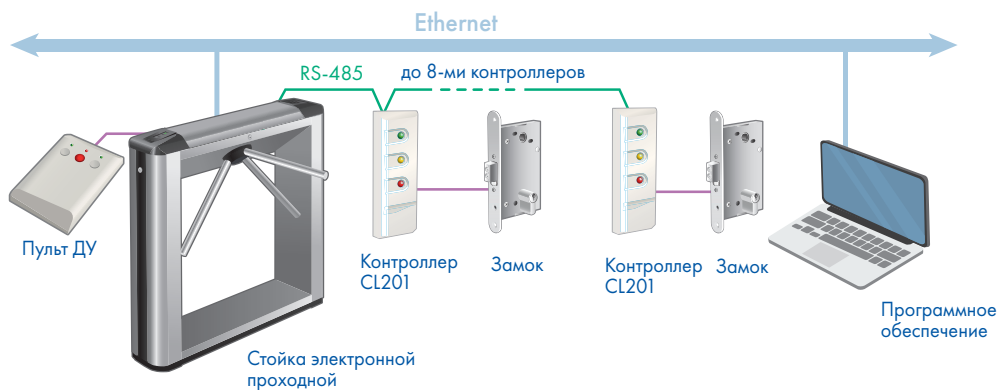 Ethernet
RS-485
до 8-ми контроллеров
Пульт ДУ
Контроллер
CL201
Замок
Контроллер
CL201
Замок
Программное
обеспечение
Стойка электронной
проходной